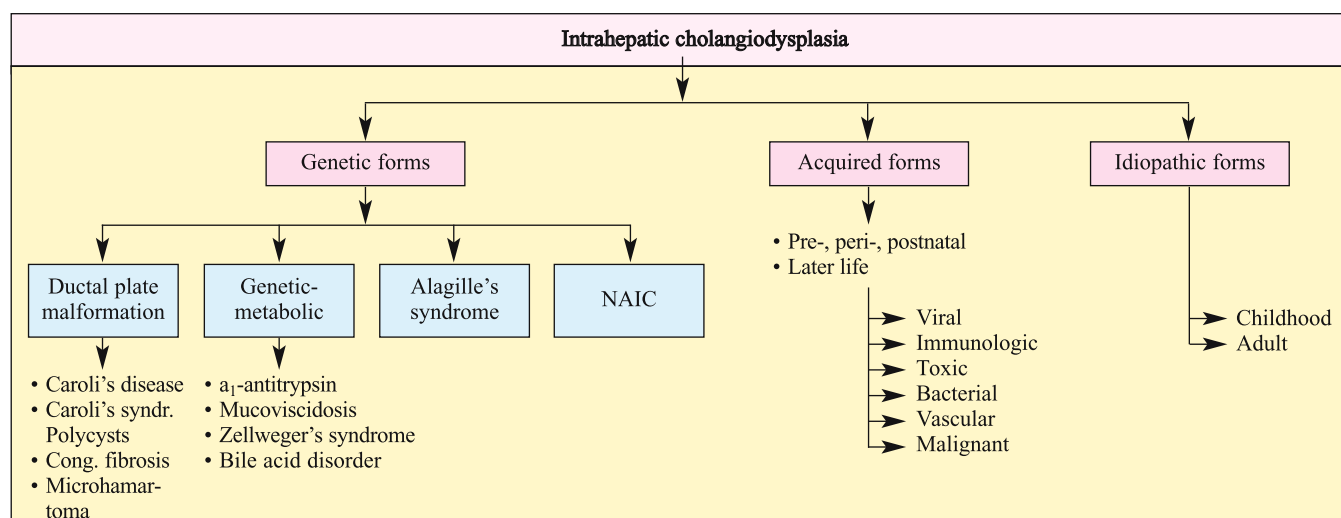 Intrahepatic cholangiodysplasia
Genetic forms
Acquired forms
Idiopathic forms
Ductal plate
malformation
Genetic-
metabolic
Alagille’s
syndrome
NAIC
• Caroli’s disease
• Caroli’s syndr.
Polycysts
• Cong. fibrosis
• Microhamar-
toma
• a₁-antitrypsin
• Mucoviscidosis
• Zellweger’s syndrome
• Bile acid disorder
• Pre-, peri-, postnatal
• Later life
Viral
Immunologic
Toxic
Bacterial
Vascular
Malignant
Childhood
Adult